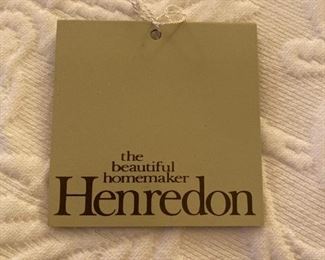 the
beautiful
homemaker
Henredon